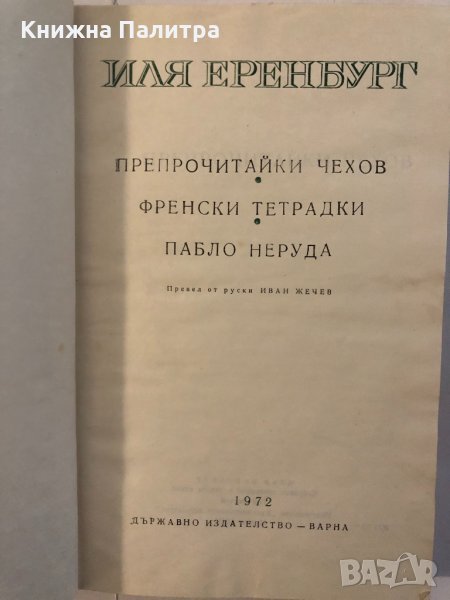 Книжна Палитра
ИЛЯ ЕРЕНБУРГ
ПРЕПРОЧИТАЙКИ ЧЕХОВ
•
ФРЕНСКИ ТЕТРАДКИ
•
ПАБЛО НЕРУДА
Превел от руски ИВАН ЖЕЧЕВ
1972
ДЪРЖАВНО ИЗДАТЕЛСТВО — ВАРНА
BAZAR